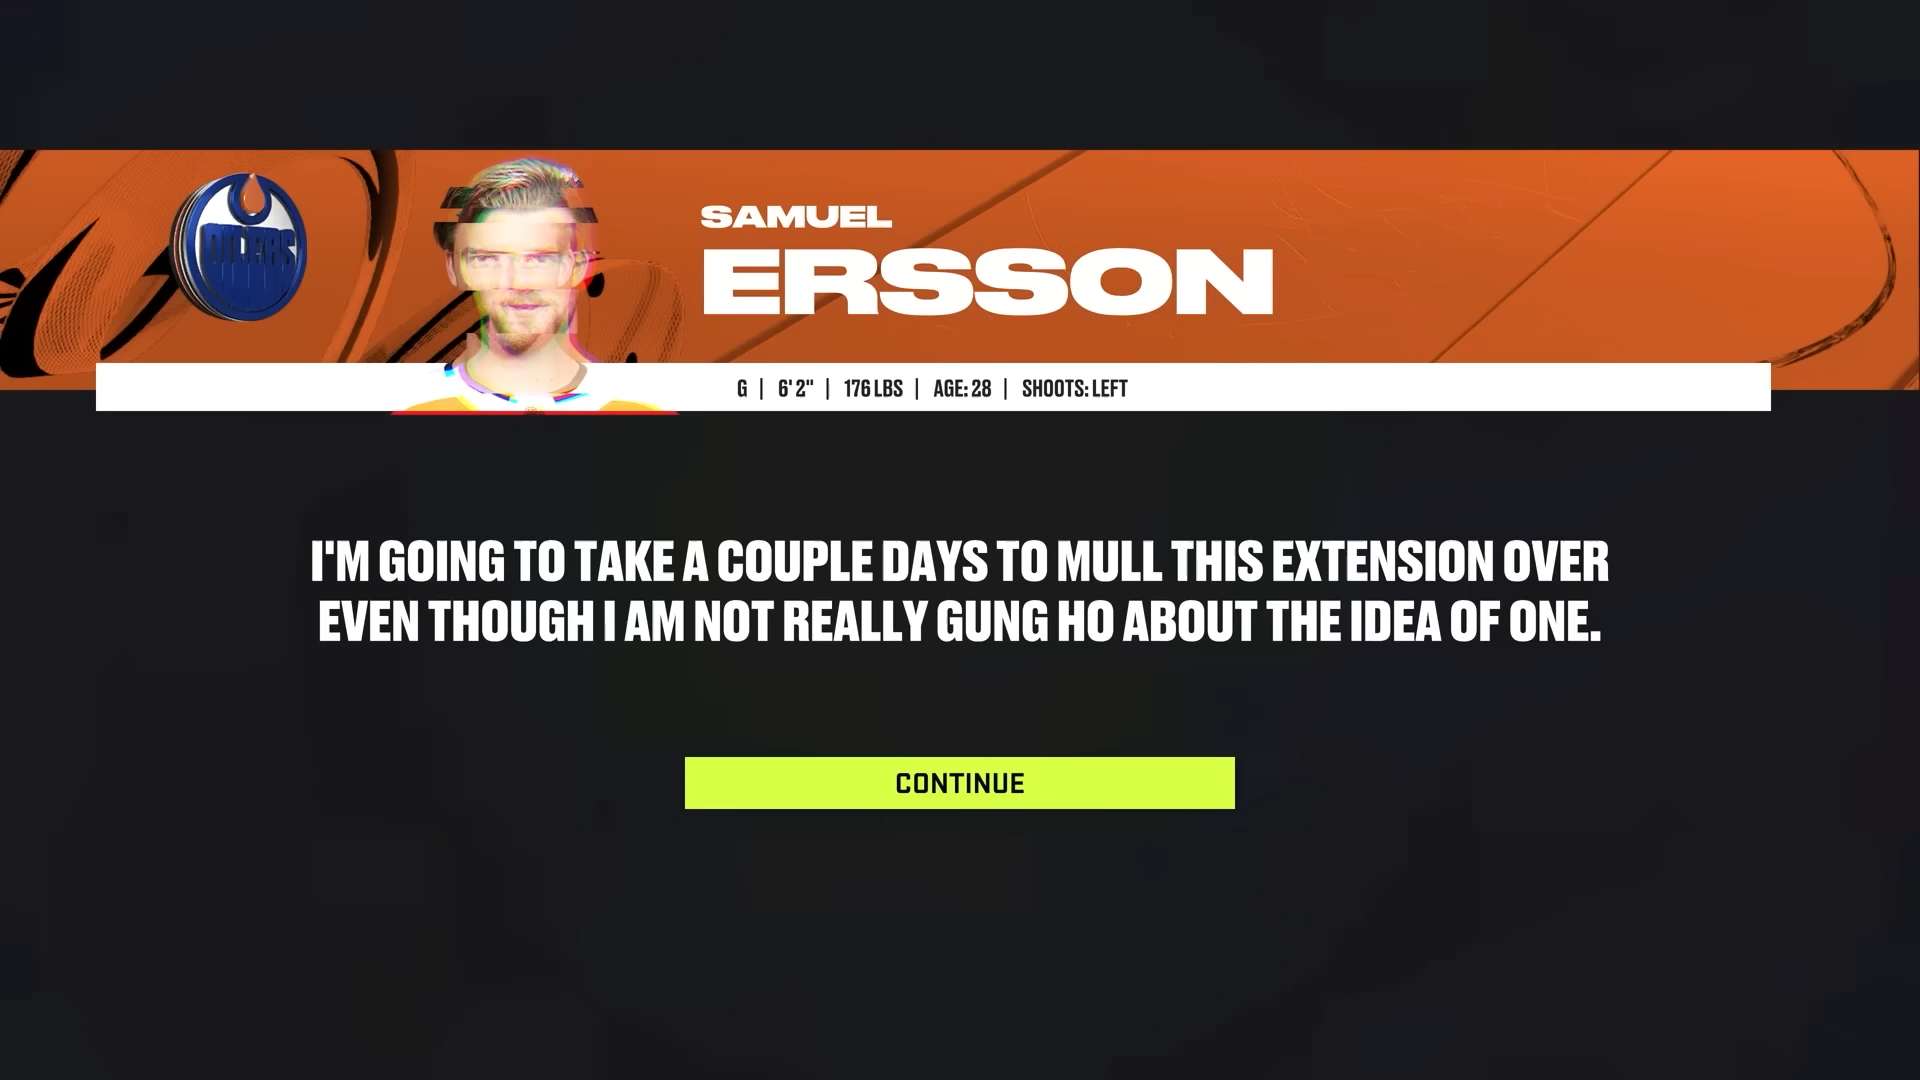 OILERS
SAMUEL
ERSSON
G | 6' 2" | 176 LBS | AGE: 28 | SHOOTS: LEFT
I'M GOING TO TAKE A COUPLE DAYS TO MULL THIS EXTENSION OVER
EVEN THOUGH I AM NOT REALLY GUNG HO ABOUT THE IDEA OF ONE.
CONTINUE